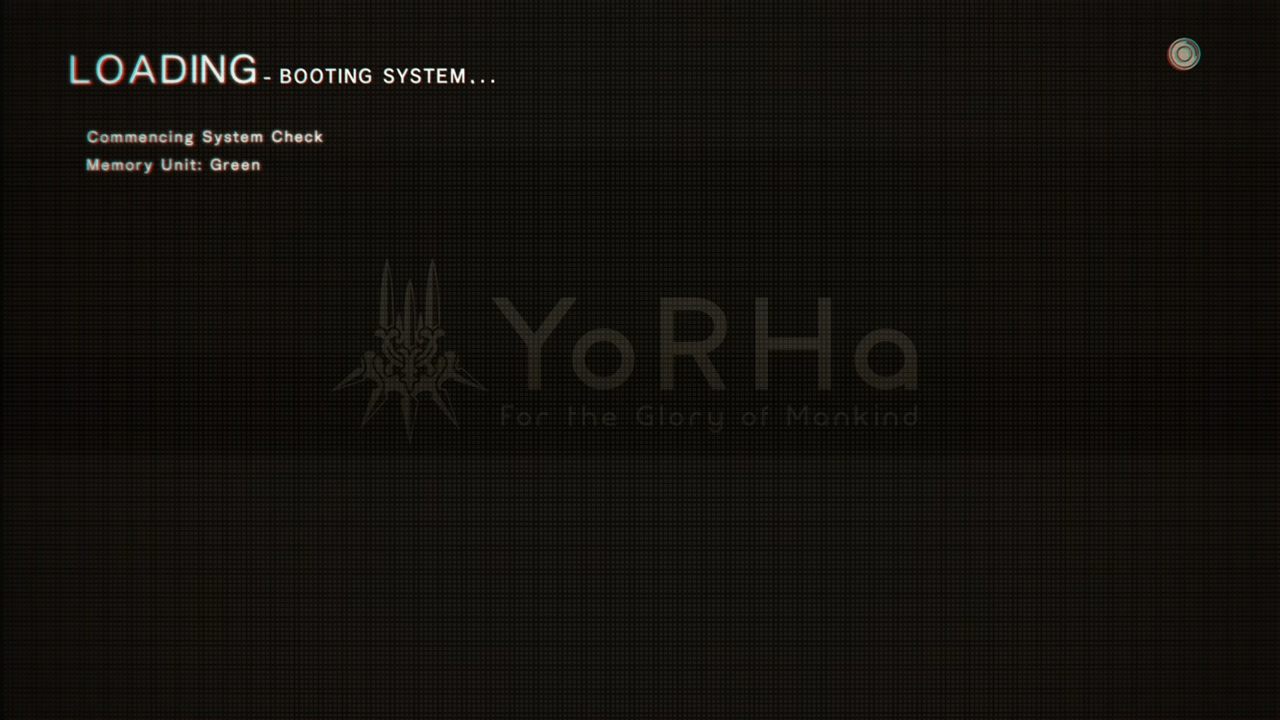 LOADING - BOOTING SYSTEM...
Commencing System Check
Memory Unit: Green
YoRHa
For the Glory of Mankind